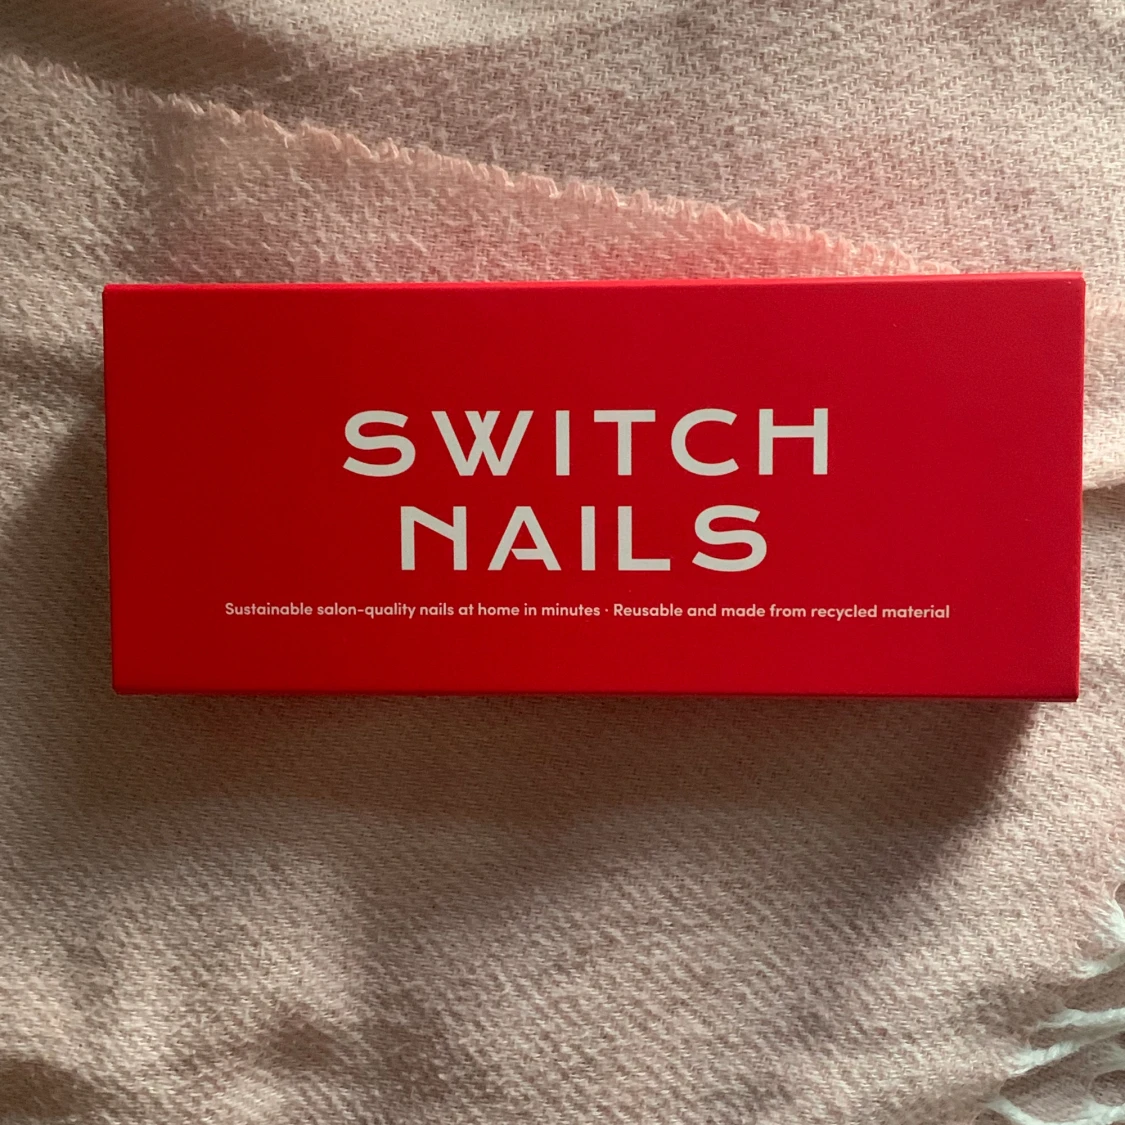 SWITCH
NAILS
Sustainable salon-quality nails at home in minutes · Reusable and made from recycled material